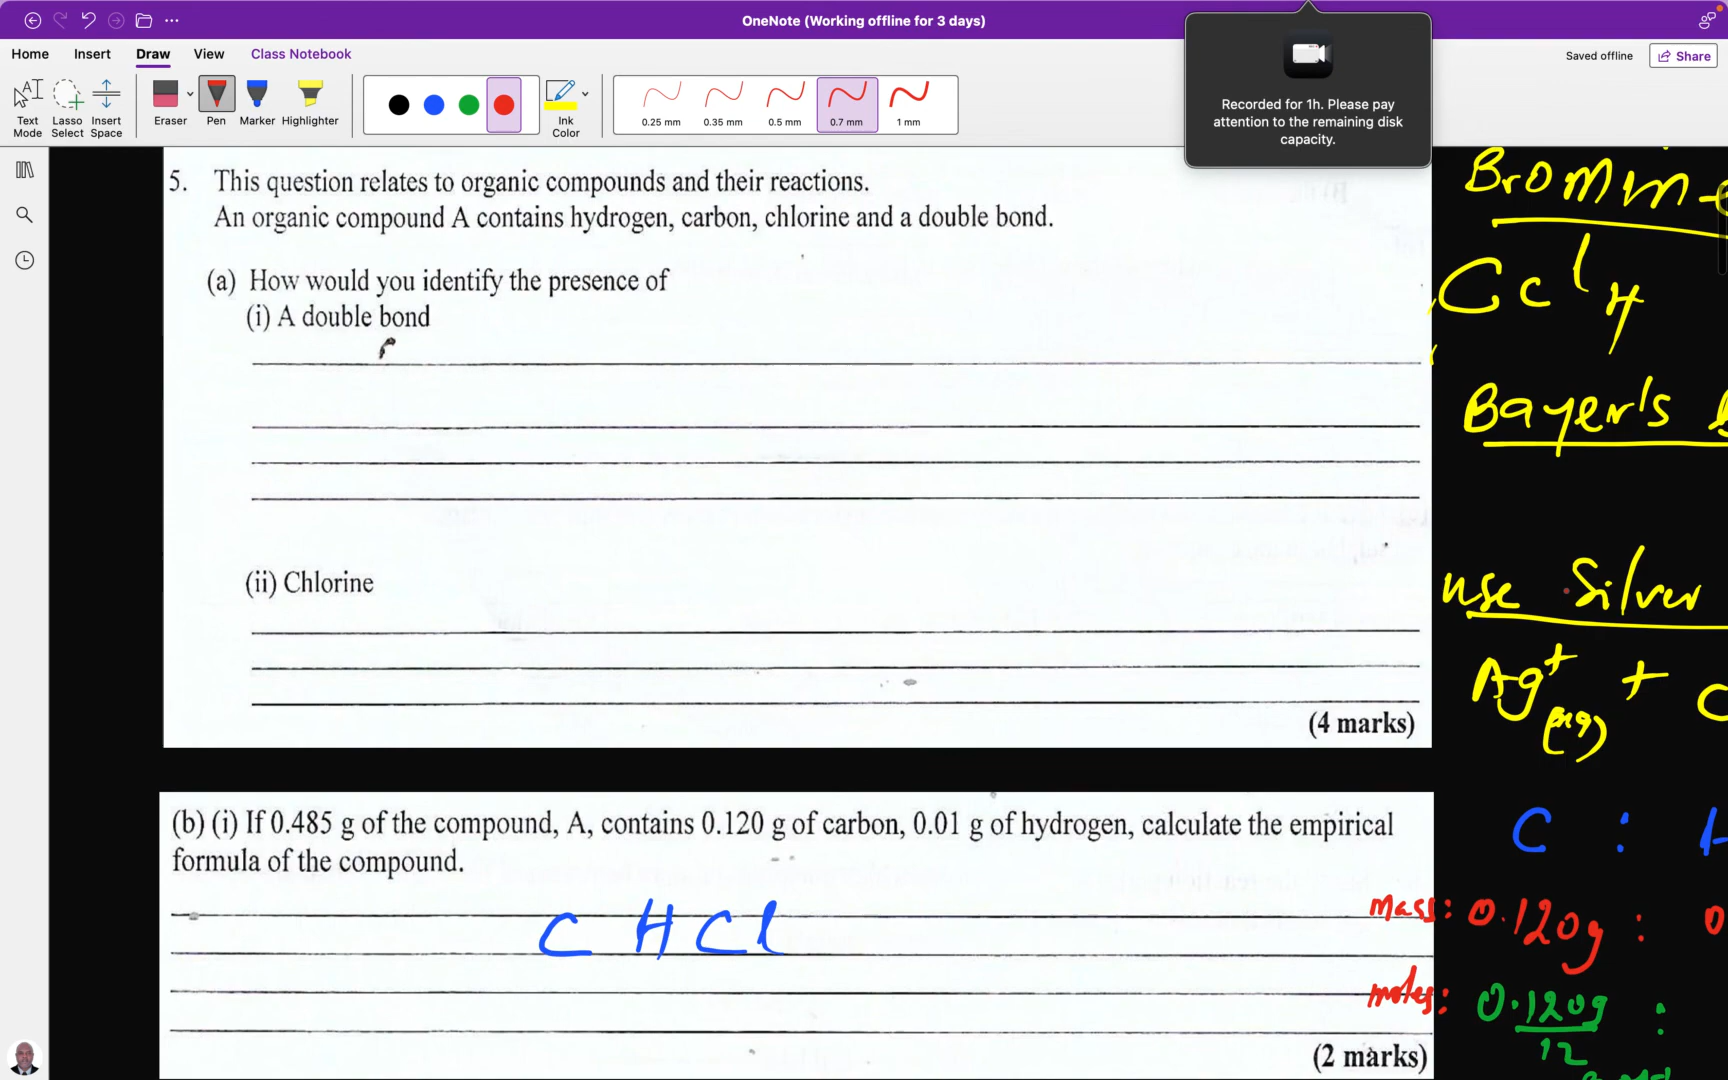 OneNote (Working offline for 3 days)
Home Insert Draw View Class Notebook
Saved offline Share
Text Mode
Lasso Select
Insert Space
Eraser Pen Marker Highlighter
Ink Color
0.25 mm 0.35 mm 0.5 mm 0.7 mm 1 mm
Recorded for 1h. Please pay
attention to the remaining disk
capacity.
5. This question relates to organic compounds and their reactions.
An organic compound A contains hydrogen, carbon, chlorine and a double bond.
(a) How would you identify the presence of
(i) A double bond
(ii) Chlorine
(4 marks)
Bromin
CCl4
Bayer's
use Silver
Ag+(aq) + C
(b) (i) If 0.485 g of the compound, A, contains 0.120 g of carbon, 0.01 g of hydrogen, calculate the empirical
formula of the compound.
C H Cl
(2 marks)
C : H
mass: 0.120g : 0
moles: 0.120g :
12